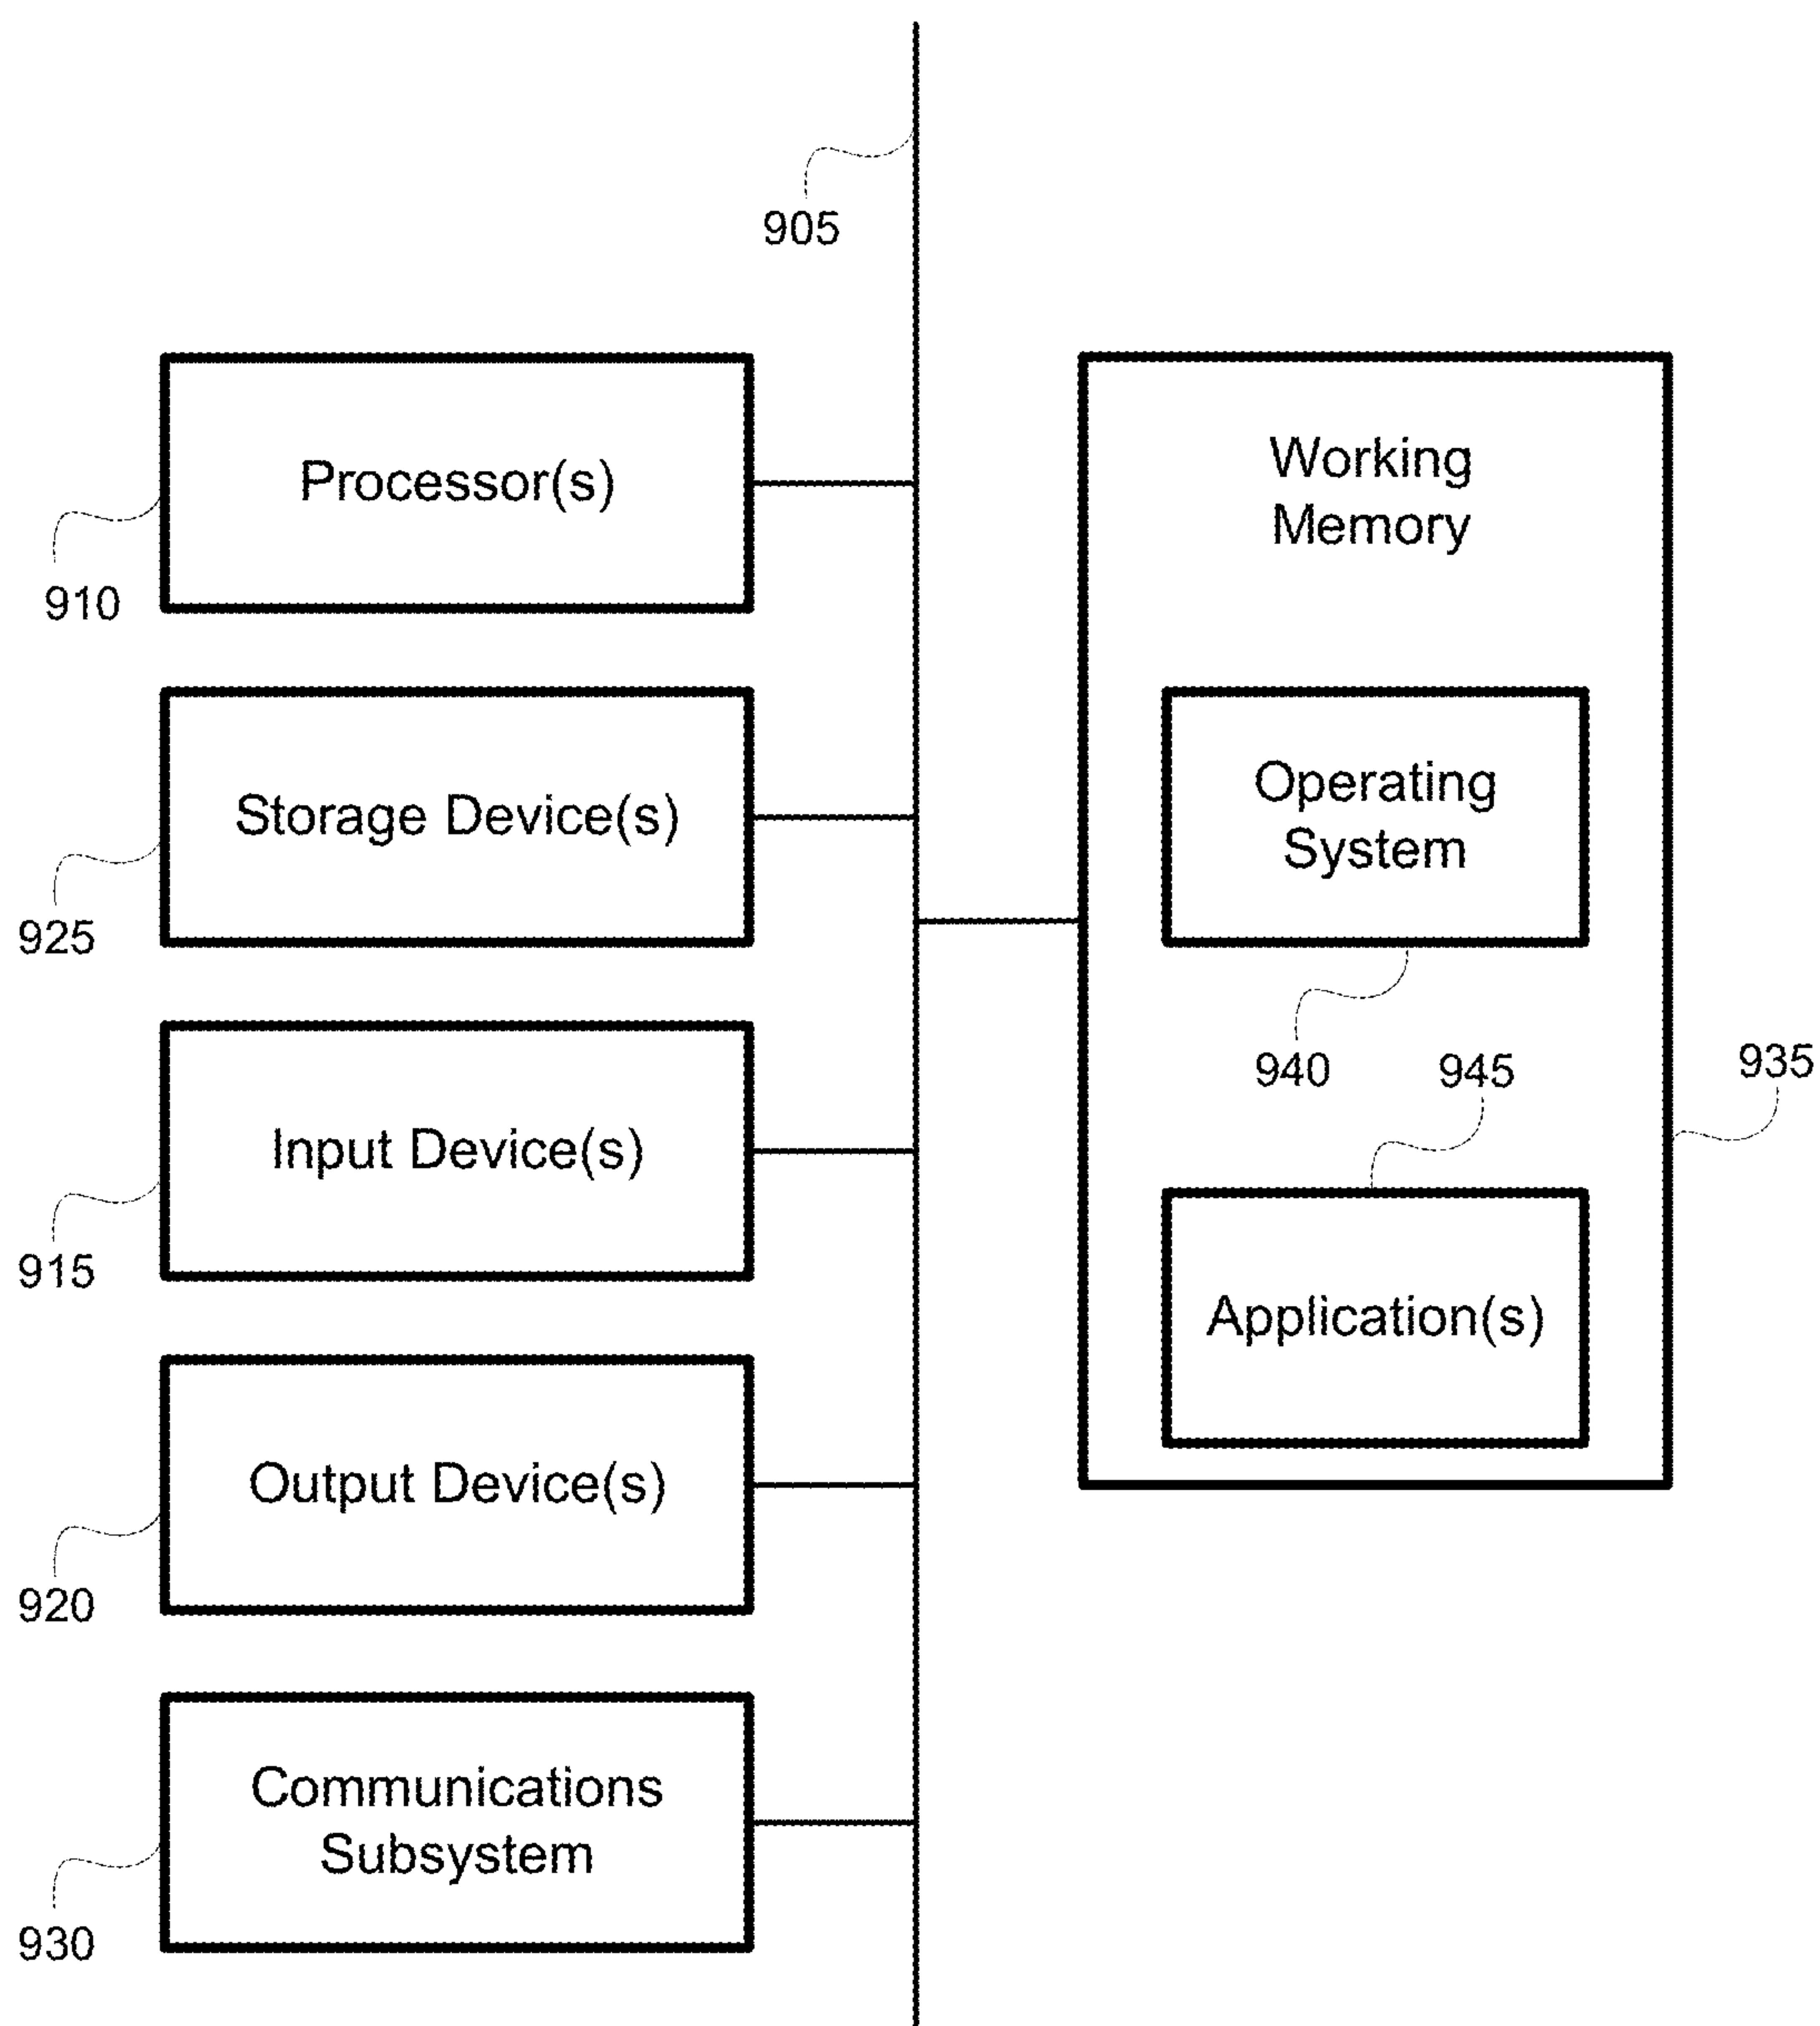 905
Processor(s)
910
Storage Device(s)
925
Input Device(s)
915
Output Device(s)
920
Communications
Subsystem
930
Working
Memory
Operating
System
940
945
935
Application(s)